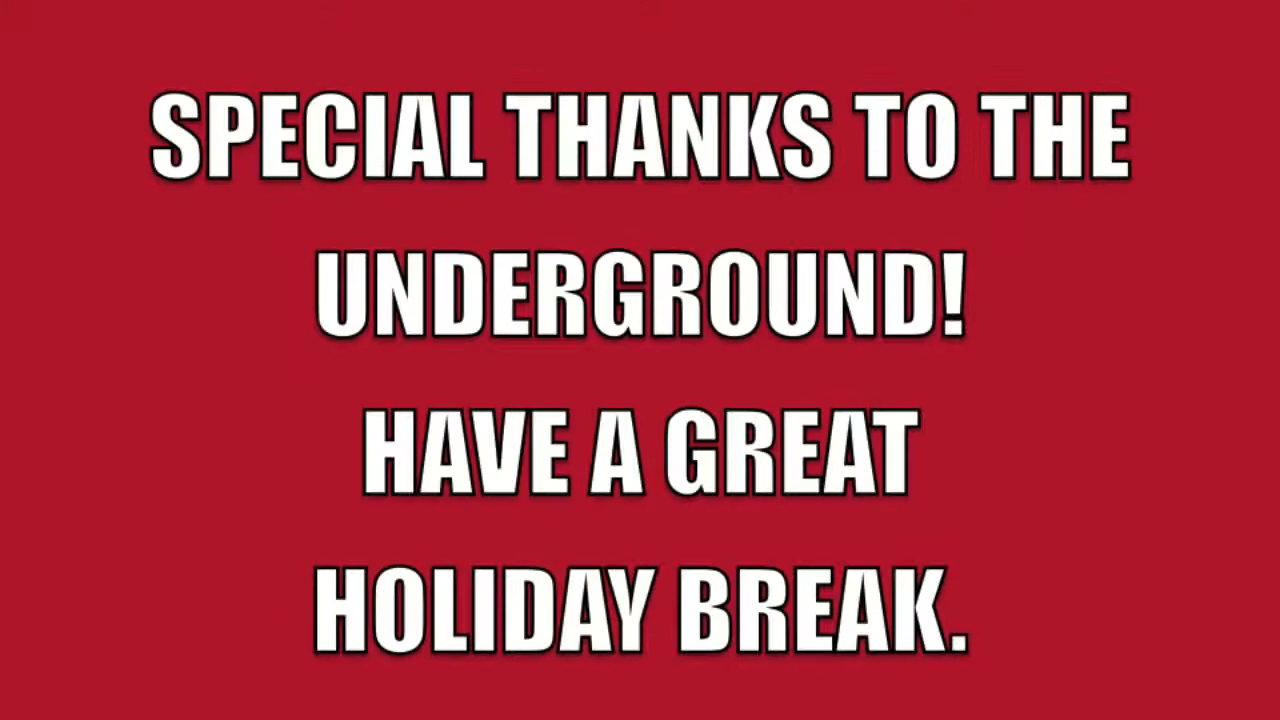 SPECIAL THANKS TO THE
UNDERGROUND!
HAVE A GREAT
HOLIDAY BREAK.